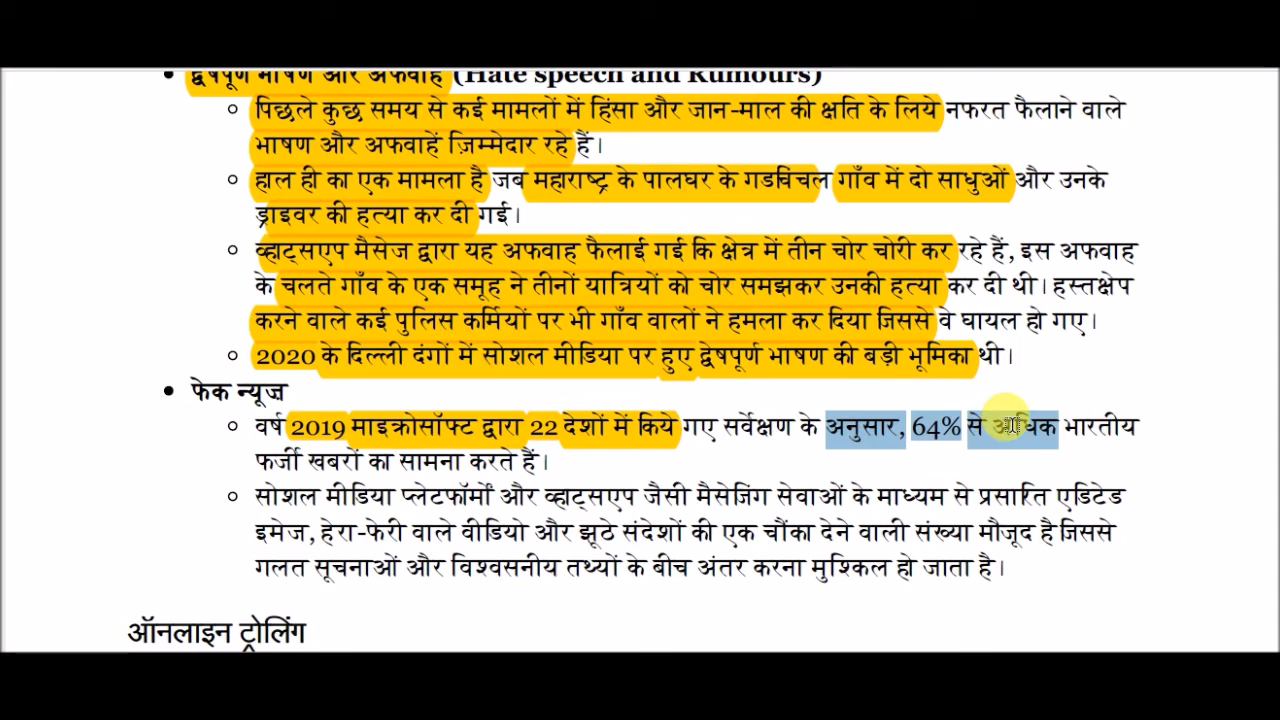 द्वेषपूर्ण भाषण और अफवाह (Hate speech and Rumours)
पिछले कुछ समय से कई मामलों में हिंसा और जान-माल की क्षति के लिये नफरत फैलाने वाले
भाषण और अफवाहें ज़िम्मेदार रहे हैं।
हाल ही का एक मामला है जब महाराष्ट्र के पालघर के गडचिंचल गाँव में दो साधुओं और उनके
ड्राइवर की हत्या कर दी गई।
व्हाट्सएप मैसेज द्वारा यह अफवाह फैलाई गई कि क्षेत्र में तीन चोर चोरी कर रहे हैं, इस अफवाह
के चलते गाँव के एक समूह ने तीनों यात्रियों को चोर समझकर उनकी हत्या कर दी थी। हस्तक्षेप
करने वाले कई पुलिस कर्मियों पर भी गाँव वालों ने हमला कर दिया जिससे वे घायल हो गए।
2020 के दिल्ली दंगों में सोशल मीडिया पर हुए द्वेषपूर्ण भाषण की बड़ी भूमिका थी।
फेक न्यूज़
वर्ष 2019 माइक्रोसॉफ्ट द्वारा 22 देशों में किये गए सर्वेक्षण के अनुसार, 64% से अधिक भारतीय
फर्जी खबरों का सामना करते हैं।
सोशल मीडिया प्लेटफॉर्मों और व्हाट्सएप जैसी मैसेजिंग सेवाओं के माध्यम से प्रसारित एडिटेड
इमेज, हेरा-फेरी वाले वीडियो और झूठे संदेशों की एक चौंका देने वाली संख्या मौजूद है जिससे
गलत सूचनाओं और विश्वसनीय तथ्यों के बीच अंतर करना मुश्किल हो जाता है।
ऑनलाइन ट्रोलिंग